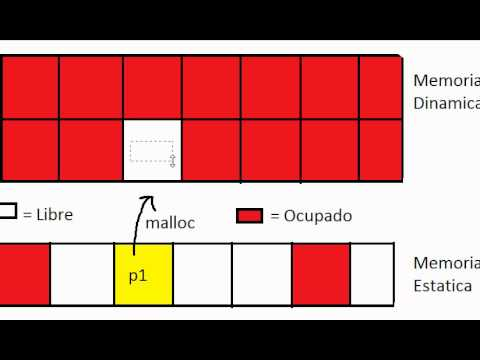 Memoria
Dinamica
= Libre
malloc
= Ocupado
p1
Memoria
Estatica